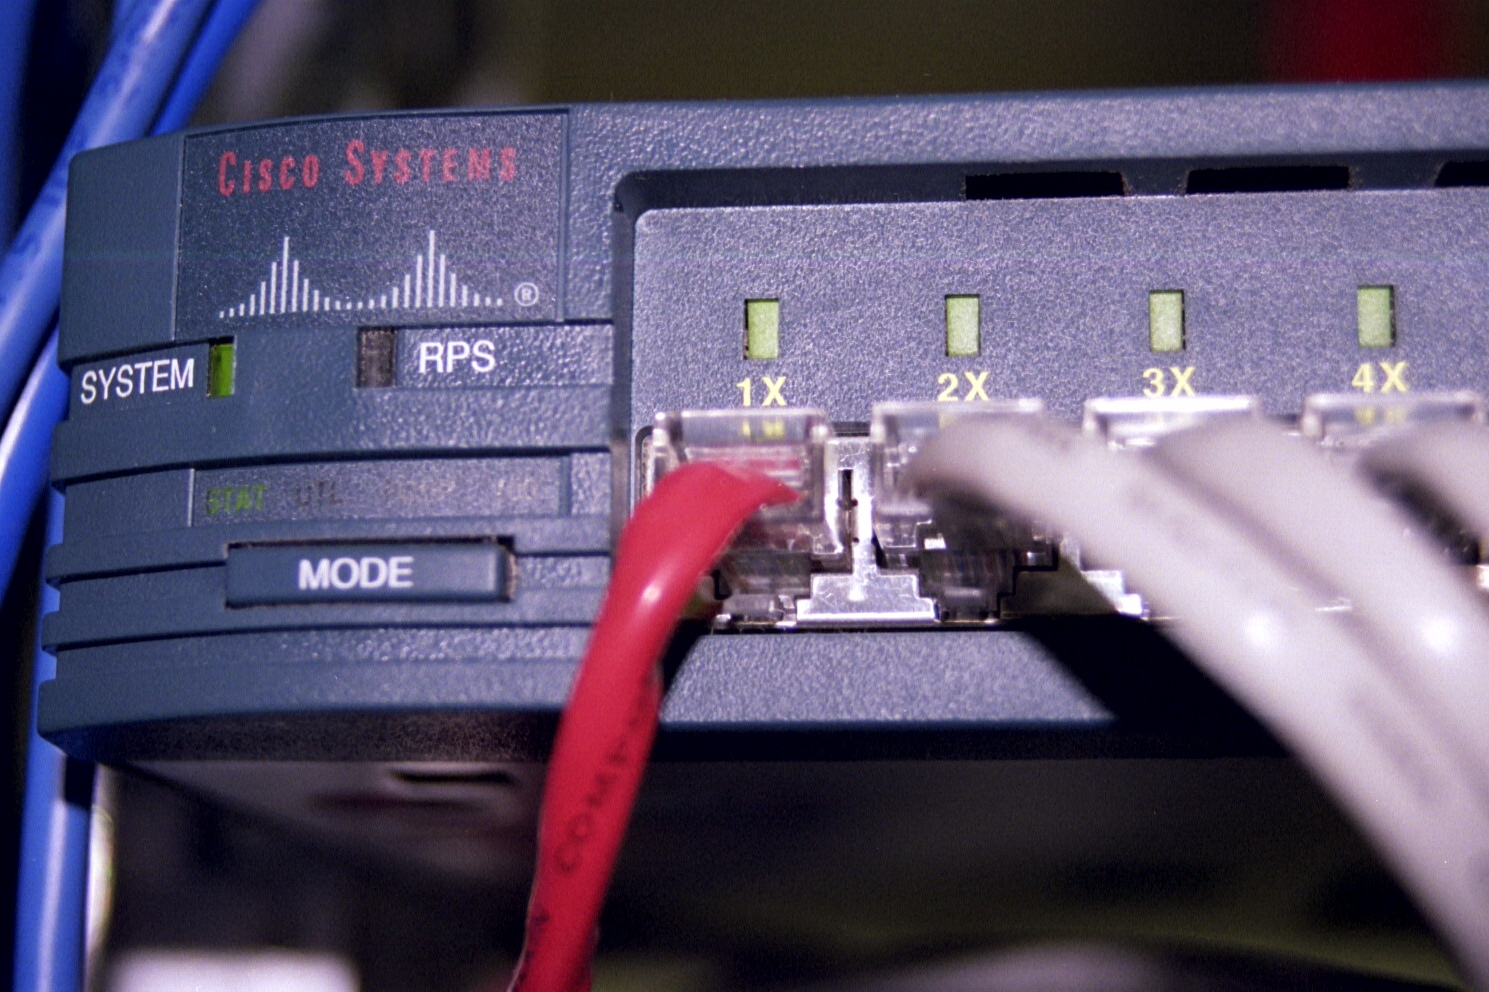 CISCO SYSTEMS
®
SYSTEM
RPS
1X
2X
3X
4X
STAT UTL
MODE